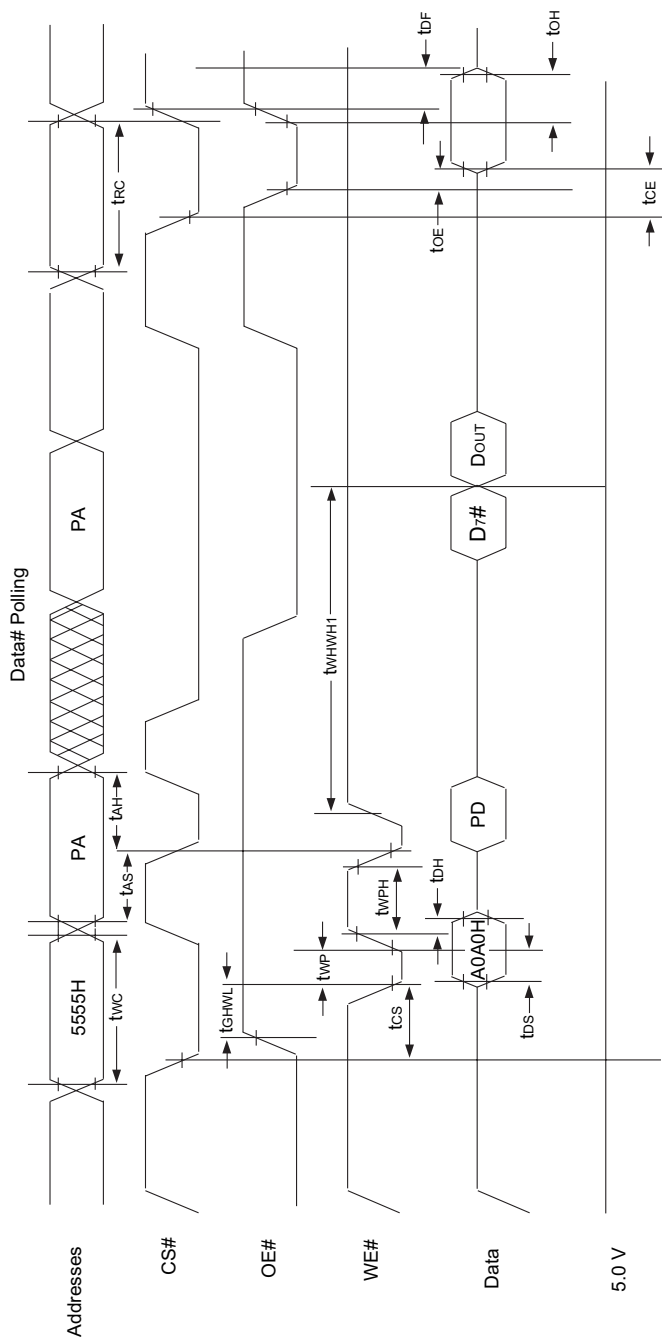 Data# Polling
Addresses
5555H
PA
PA
tWC
tAS
tAH
tRC
CS#
OE#
tGHWL
WE#
tCS
tWP
tWPH
tWHWH1
tDF
Data
A0A0H
PD
D7#
DOUT
tDS
tDH
tOE
tOH
tCE
5.0 V